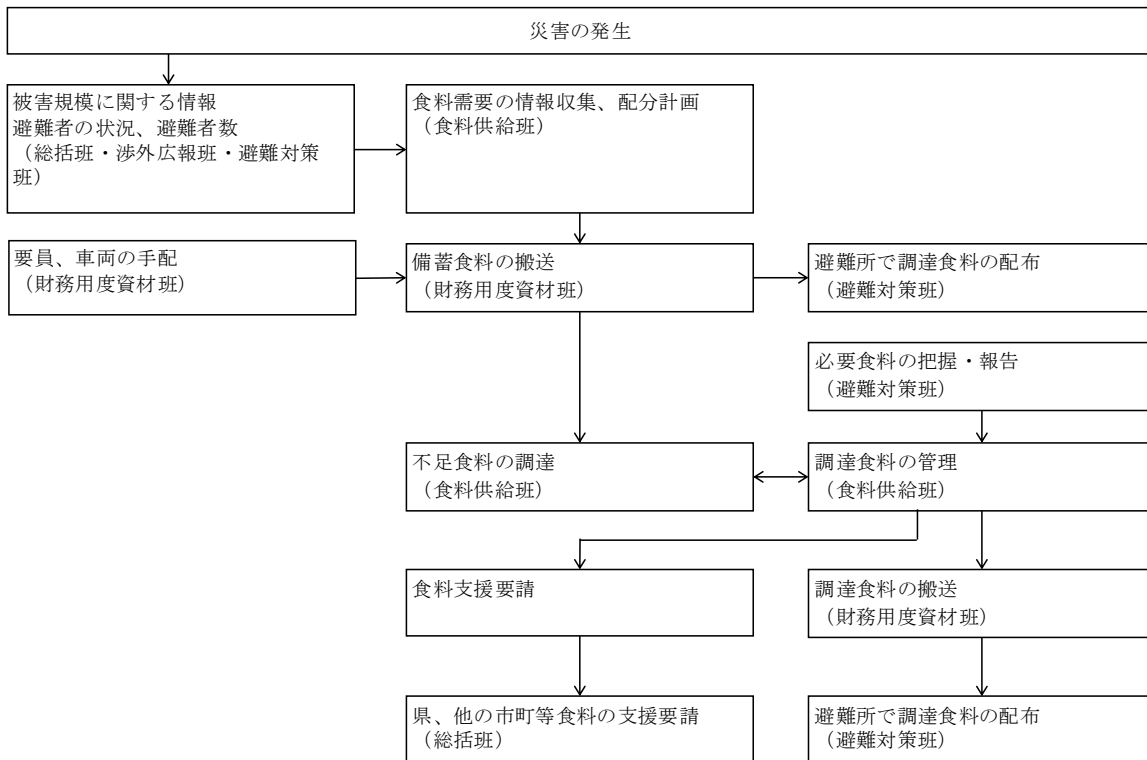 災害の発生
被害規模に関する情報
避難者の状況、避難者数
（総括班・渉外広報班・避難対策
班）
食料需要の情報収集、配分計画
（食料供給班）
要員、車両の手配
（財務用度資材班）
備蓄食料の搬送
（財務用度資材班）
避難所で調達食料の配布
（避難対策班）
必要食料の把握・報告
（避難対策班）
不足食料の調達
（食料供給班）
調達食料の管理
（食料供給班）
食料支援要請
調達食料の搬送
（財務用度資材班）
県、他の市町等食料の支援要請
（総括班）
避難所で調達食料の配布
（避難対策班）